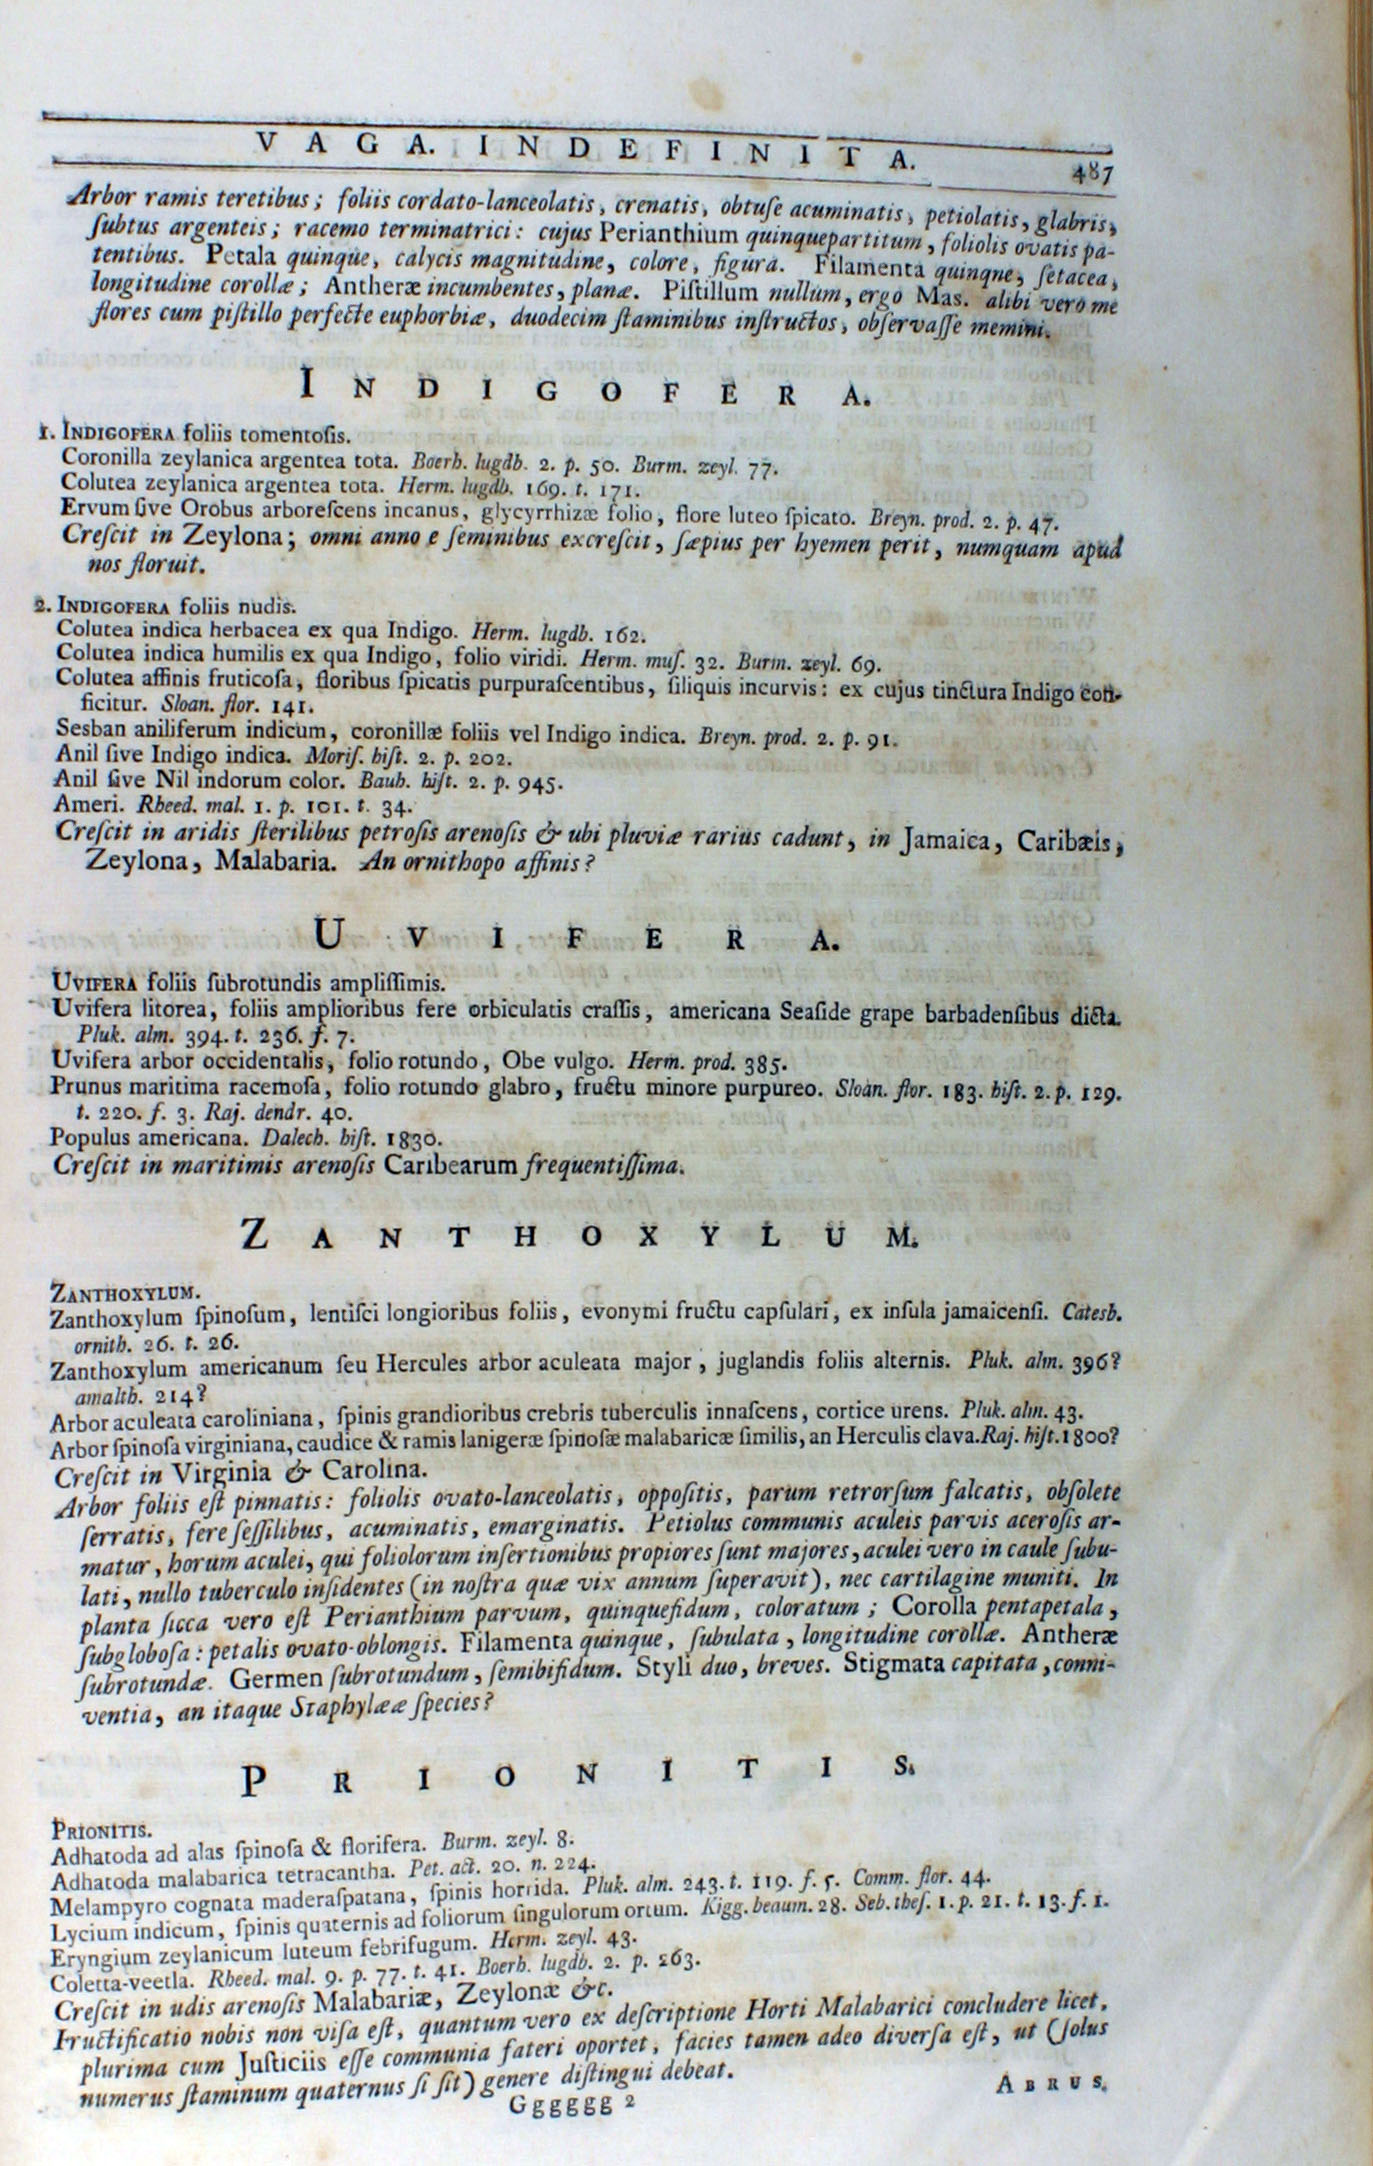 VAGA. INDEFINITA. 487
Arbor ramis teretibus; foliis cordato-lanceolatis, crenatis, obtuſe acuminatis, petiolatis, glabris,
ſubtus argenteis; racemo terminatrici: cujus Perianthium quinquepartitum, foliolis ovatis pa-
tentibus. Petala quinque, calycis magnitudine, colore, figura. Filamenta quinque, ſetacea,
longitudine corollæ; Antheræ incumbentes, planæ. Piſtillum nullum, ergo Mas. alibi vero me
flores cum piſtillo perfecte euphorbiæ, duodecim ſtaminibus inſtructos, obſervaſſe memini.
INDIGOFERA.
1. INDIGOFERA foliis tomentoſis.
Coronilla zeylanica argentea tota. Boerh. lugdb. 2. p. 50. Burm. zeyl. 77.
Colutea zeylanica argentea tota. Herm. lugdb. 169. t. 171.
Ervum ſive Orobus arboreſcens incanus, glycyrrhizæ folio, flore luteo ſpicato. Breyn. prod. 2. p. 47.
Creſcit in Zeylona; omni anno e ſeminibus excreſcit, ſæpius per hyemen perit, numquam apud
nos floruit.
2. INDIGOFERA foliis nudis.
Colutea indica herbacea ex qua Indigo. Herm. lugdb. 162.
Colutea indica humilis ex qua Indigo, folio viridi. Herm. muſ. 32. Burm. zeyl. 69.
Colutea affinis fruticoſa, floribus ſpicatis purpuraſcentibus, ſiliquis incurvis: ex cujus tinctura Indigo con-
ficitur. Sloan. flor. 141.
Sesban aniliferum indicum, coronillæ foliis vel Indigo indica. Breyn. prod. 2. p. 91.
Anil ſive Indigo indica. Moriſ. hiſt. 2. p. 202.
Anil ſive Nil indorum color. Bauh. hiſt. 2. p. 945.
Ameri. Rheed. mal. 1. p. 101. t. 34.
Creſcit in aridis ſterilibus petroſis arenoſis & ubi pluviæ rarius cadunt, in Jamaica, Caribæis,
Zeylona, Malabaria. An ornithopo affinis?
UVIFERA.
UVIFERA foliis ſubrotundis ampliſſimis.
Uvifera litorea, foliis amplioribus fere orbiculatis craſſis, americana Seaſide grape barbadenſibus dicta.
Pluk. alm. 394. t. 236. f. 7.
Uvifera arbor occidentalis, folio rotundo, Obe vulgo. Herm. prod. 385.
Prunus maritima racemoſa, folio rotundo glabro, fructu minore purpureo. Sloan. flor. 183. hiſt. 2. p. 129.
t. 220. f. 3. Raj. dendr. 40.
Populus americana. Dalech. hiſt. 1830.
Creſcit in maritimis arenoſis Caribearum frequentiſſima.
ZANTHOXYLUM.
ZANTHOXYLUM.
Zanthoxylum ſpinoſum, lentiſci longioribus foliis, evonymi fructu capſulari, ex inſula jamaicenſi. Catesb.
ornith. 26. t. 26.
Zanthoxylum americanum ſeu Hercules arbor aculeata major, juglandis foliis alternis. Pluk. alm. 396?
amalth. 214?
Arbor aculeata caroliniana, ſpinis grandioribus crebris tuberculis innaſcens, cortice urens. Pluk. alm. 43.
Arbor ſpinoſa virginiana, caudice & ramis lanigeræ ſpinoſæ malabaricæ ſimilis, an Herculis clava. Raj. hiſt. 1800?
Creſcit in Virginia & Carolina.
Arbor foliis eſt pinnatis: foliolis ovato-lanceolatis, oppoſitis, parum retrorſum falcatis, obſolete
ſerratis, fere ſeſſilibus, acuminatis, emarginatis. Petiolus communis aculeis parvis aceroſis ar-
matur, horum aculei, qui foliolorum inſertionibus propiores ſunt majores, aculei vero in caule ſubu-
lati, nullo tuberculo inſidentes (in noſtra quæ vix annum ſuperavit), nec cartilagine muniti. In
planta ſicca vero eſt Perianthium parvum, quinquefidum, coloratum; Corolla pentapetala,
ſubgloboſa: petalis ovato-oblongis. Filamenta quinque, ſubulata, longitudine corollæ. Antheræ
ſubrotundæ. Germen ſubrotundum, ſemibifidum. Styli duo, breves. Stigmata capitata, conni-
ventia, an itaque Staphylææ ſpecies?
PRIONITIS.
PRIONITIS.
Adhatoda ad alas ſpinoſa & florifera. Burm. zeyl. 8.
Adhatoda malabarica tetracantha. Pet. act. 20. n. 224.
Melampyro cognata maderaſpatana, ſpinis horrida. Pluk. alm. 243. t. 119. f. 5. Comm. flor. 44.
Lycium indicum, ſpinis quaternis ad foliorum ſingulorum ortum. Kigg. beaum. 28. Seb. theſ. 1. p. 21. t. 13. f. 1.
Eryngium zeylanicum luteum febrifugum. Herm. zeyl. 43.
Coletta-veetla. Rheed. mal. 9. p. 77. t. 41. Boerh. lugdb. 2. p. 263.
Creſcit in udis arenoſis Malabariæ, Zeylonæ &c.
Fructificatio nobis non viſa eſt, quantum vero ex deſcriptione Horti Malabarici concludere licet,
plurima cum Juſticiis eſſe communia fateri oportet, facies tamen adeo diverſa eſt, ut (ſolus
numerus ſtaminum quaternus ſi ſit) genere diſtingui debeat.
Gggggg 2 ABRUS.